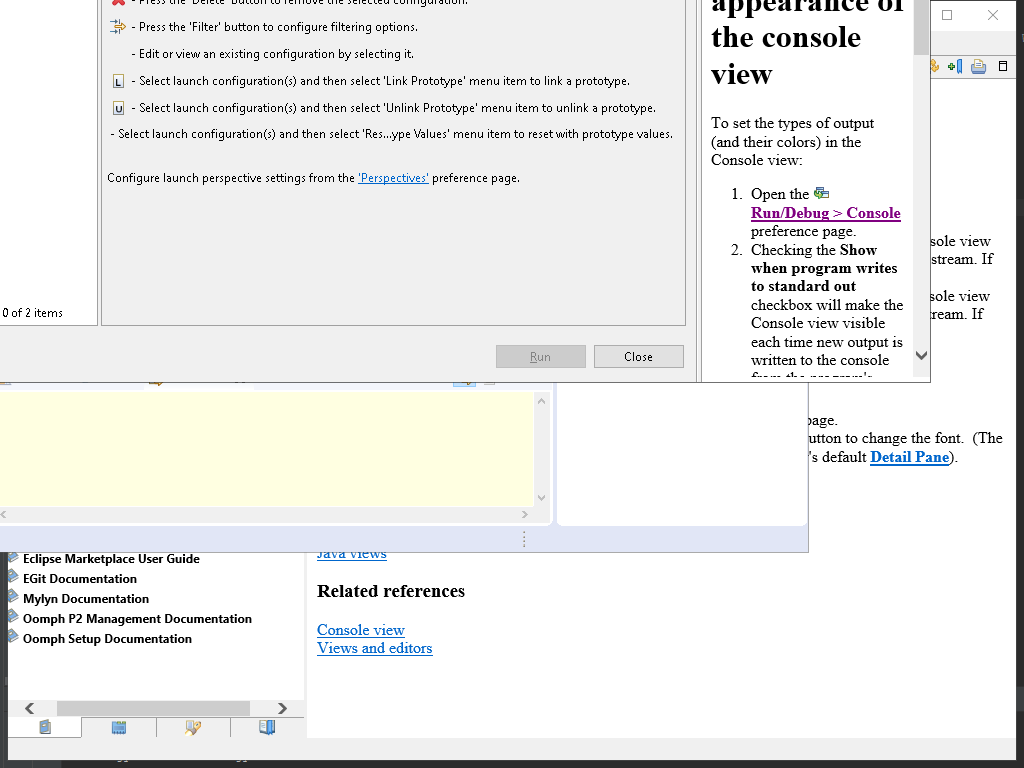 - Press the 'Delete' button to remove the selected configuration.
- Press the 'Filter' button to configure filtering options.
- Edit or view an existing configuration by selecting it.
L - Select launch configuration(s) and then select 'Link Prototype' menu item to link a prototype.
U - Select launch configuration(s) and then select 'Unlink Prototype' menu item to unlink a prototype.
- Select launch configuration(s) and then select 'Res...ype Values' menu item to reset with prototype values.
Configure launch perspective settings from the 'Perspectives' preference page.
0 of 2 items
Run
Close
appearance of
the console
view
To set the types of output
(and their colors) in the
Console view:
1. Open the
Run/Debug > Console
preference page.
2. Checking the Show
when program writes
to standard out
checkbox will make the
Console view visible
each time new output is
written to the console
from the program's
sole view
stream. If
sole view
ream. If
page.
utton to change the font. (The
's default Detail Pane).
Eclipse Marketplace User Guide
EGit Documentation
Mylyn Documentation
Oomph P2 Management Documentation
Oomph Setup Documentation
Java views
Related references
Console view
Views and editors